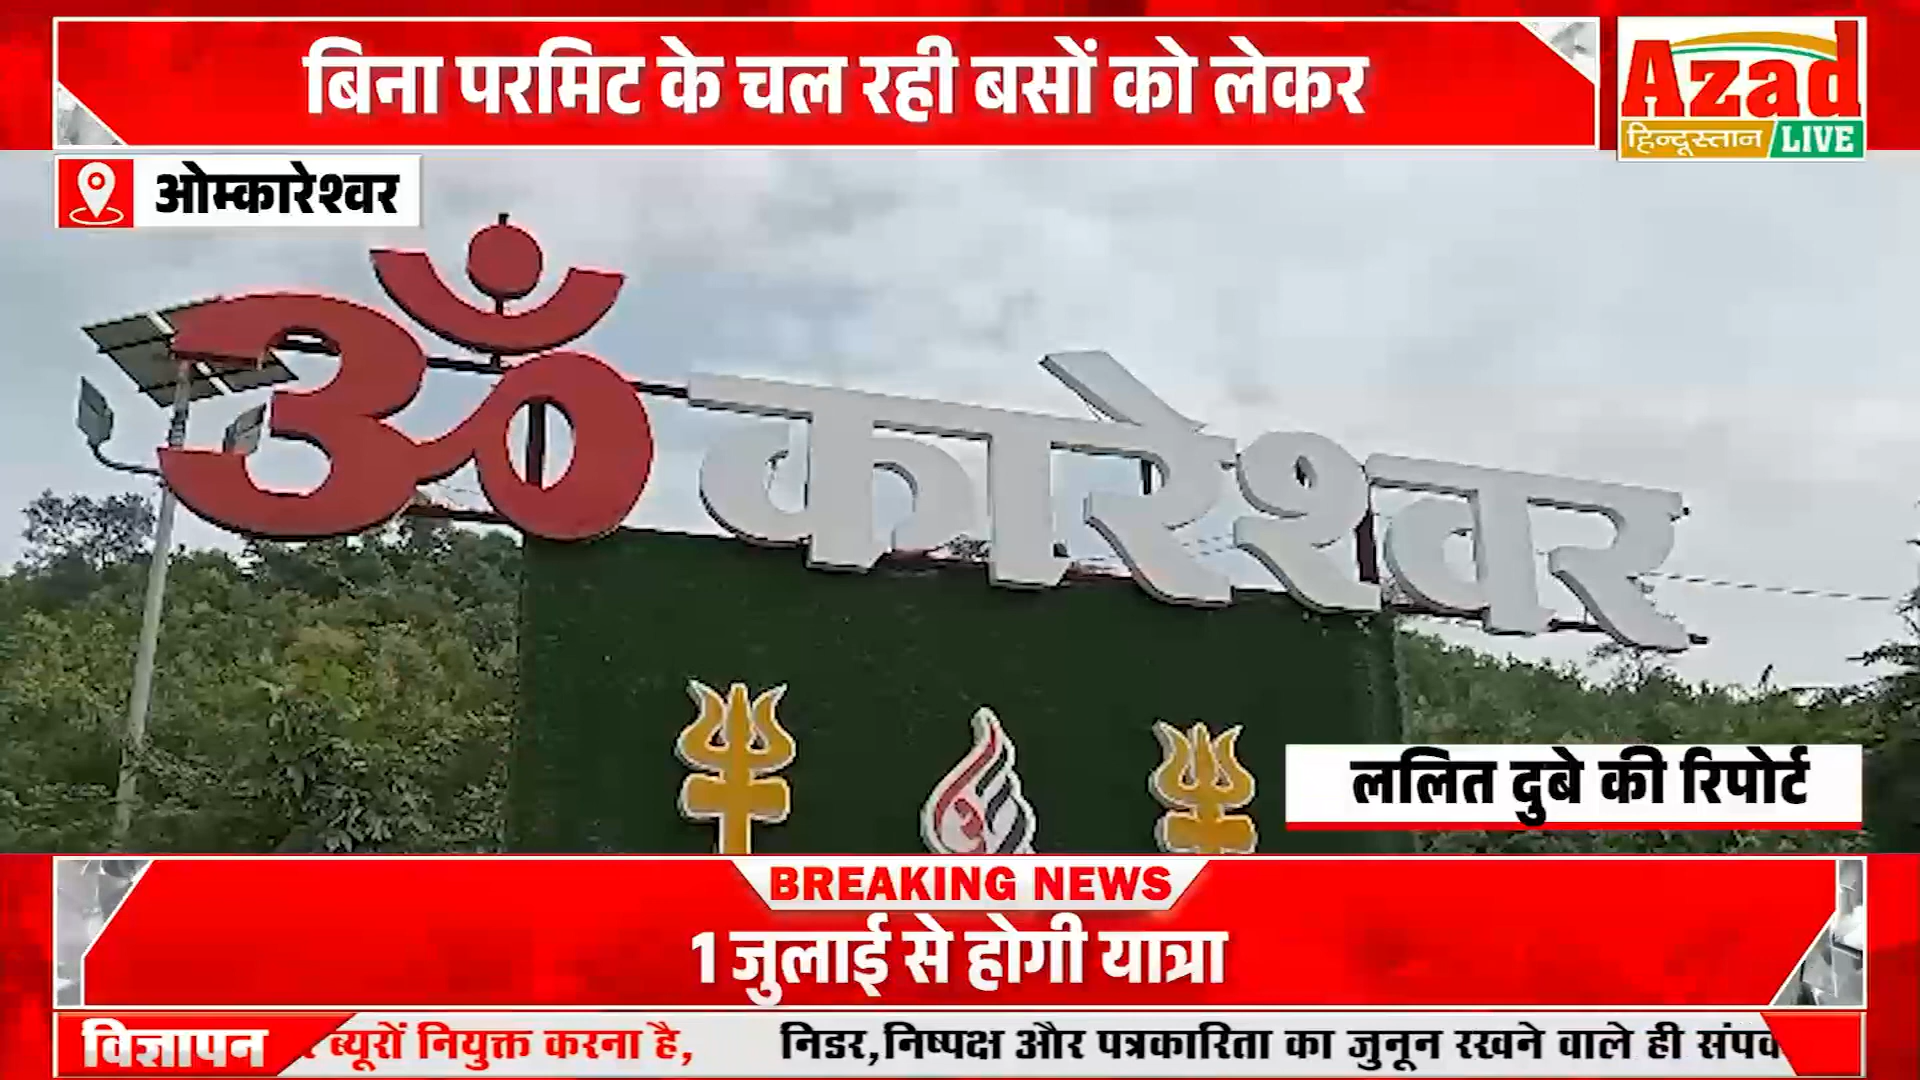 बिना परमिट के चल रही बसों को लेकर
Azad
हिन्दूस्तान LIVE
ओम्कारेश्वर
ॐकारेश्वर
ललित दुबे की रिपोर्ट
BREAKING NEWS
1 जुलाई से होगी यात्रा
विज्ञापन ब्यूरों नियुक्त करना है, निडर,निष्पक्ष और पत्रकारिता का जुनून रखने वाले ही